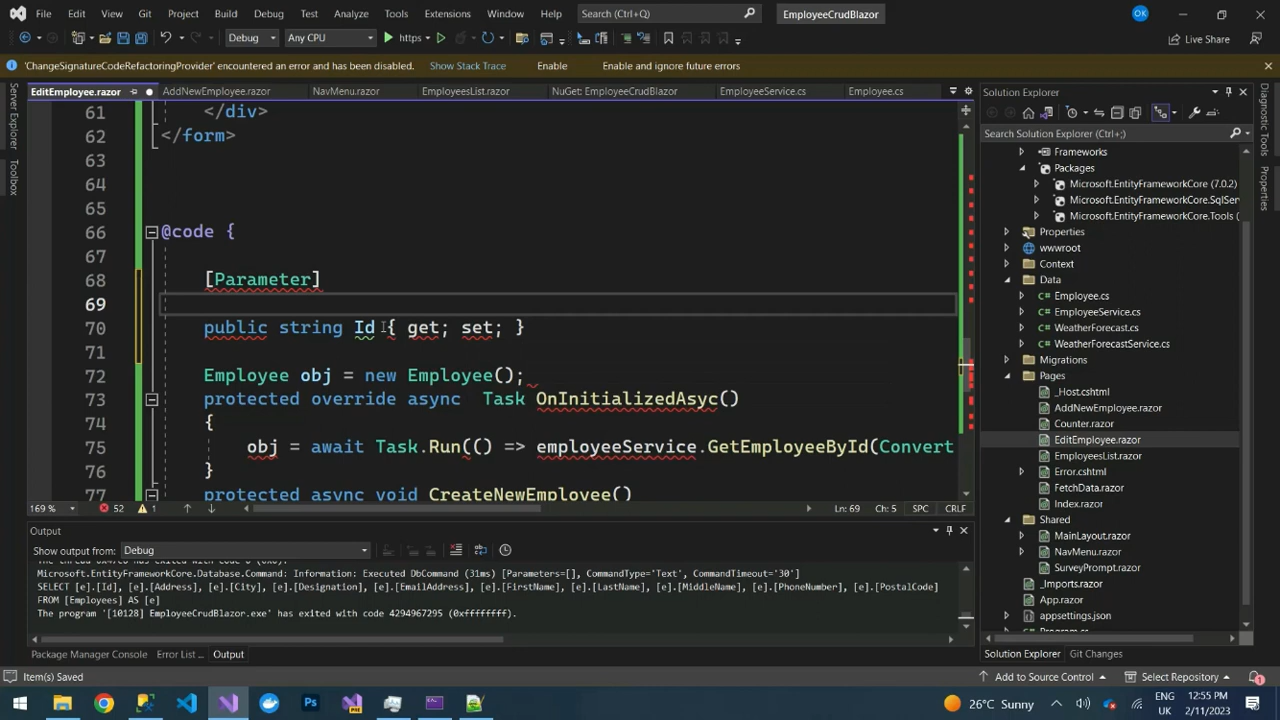 File Edit View Git Project Build Debug Test Analyze Tools Extensions Window Help Search (Ctrl+Q) EmployeeCrudBlazor OK
Debug Any CPU https Live Share
'ChangeSignatureCodeRefactoringProvider' encountered an error and has been disabled. Show Stack Trace Enable Enable and ignore future errors
EditEmployee.razor AddNewEmployee.razor NavMenu.razor EmployeesList.razor NuGet: EmployeeCrudBlazor EmployeeService.cs Employee.cs
Server Explorer
Toolbox
61 </div>
62 </form>
63
64
65
66 @code {
67
68 [Parameter]
69
70 public string Id { get; set; }
71
72 Employee obj = new Employee();
73 protected override async Task OnInitializedAsyc()
74 {
75 obj = await Task.Run(() => employeeService.GetEmployeeById(Convert
76 }
77 protected async void CreateNewEmployee()
169 % 52 1 Ln: 69 Ch: 5 SPC CRLF
Output
Show output from: Debug
Microsoft.EntityFrameworkCore.Database.Command: Information: Executed DbCommand (31ms) [Parameters=[], CommandType='Text', CommandTimeout='30']
SELECT [e].[Id], [e].[Address], [e].[City], [e].[Designation], [e].[EmailAddress], [e].[FirstName], [e].[LastName], [e].[MiddleName], [e].[PhoneNumber], [e].[PostalCode]
FROM [Employees] AS [e]
The program '[10128] EmployeeCrudBlazor.exe' has exited with code 4294967295 (0xffffffff).
Package Manager Console Error List ... Output
Solution Explorer
Search Solution Explorer (Ctrl+;)
Frameworks
Packages
Microsoft.EntityFrameworkCore (7.0.2)
Microsoft.EntityFrameworkCore.SqlServ
Microsoft.EntityFrameworkCore.Tools (
Properties
wwwroot
Context
Data
Employee.cs
EmployeeService.cs
WeatherForecast.cs
WeatherForecastService.cs
Migrations
Pages
_Host.cshtml
AddNewEmployee.razor
Counter.razor
EditEmployee.razor
EmployeesList.razor
Error.cshtml
FetchData.razor
Index.razor
Shared
MainLayout.razor
NavMenu.razor
SurveyPrompt.razor
_Imports.razor
App.razor
appsettings.json
Solution Explorer Git Changes
Diagnostic Tools
Properties
Item(s) Saved Add to Source Control Select Repository 1
26°C Sunny ENG UK 12:55 PM 2/11/2023